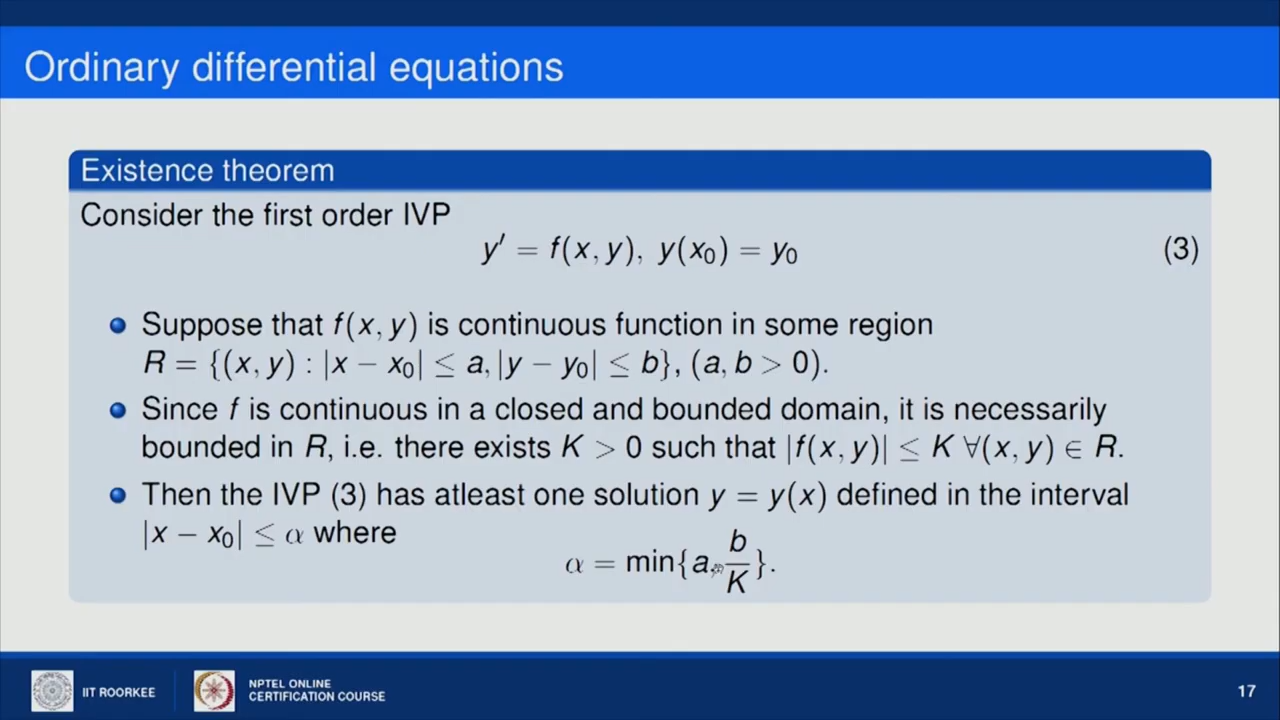 Ordinary differential equations
Existence theorem
Consider the first order IVP
y′ = f(x, y), y(x₀) = y₀ (3)
Suppose that f(x, y) is continuous function in some region
R = {(x, y) : |x − x₀| ≤ a, |y − y₀| ≤ b}, (a, b > 0).
Since f is continuous in a closed and bounded domain, it is necessarily
bounded in R, i.e. there exists K > 0 such that |f(x, y)| ≤ K ∀(x, y) ∈ R.
Then the IVP (3) has atleast one solution y = y(x) defined in the interval
|x − x₀| ≤ α where
α = min{a, b/K}.
IIT ROORKEE
NPTEL ONLINE
CERTIFICATION COURSE
17